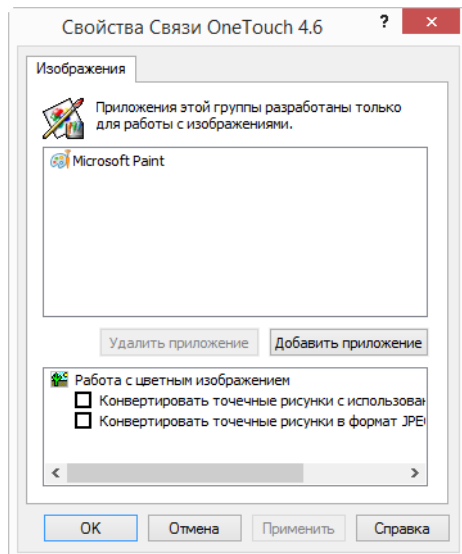 Свойства Связи OneTouch 4.6
?
×
Изображения
Приложения этой группы разработаны только
для работы с изображениями.
Microsoft Paint
Удалить приложение
Добавить приложение
Работа с цветным изображением
Конвертировать точечные рисунки с использован
Конвертировать точечные рисунки в формат JPE
OK
Отмена
Применить
Справка